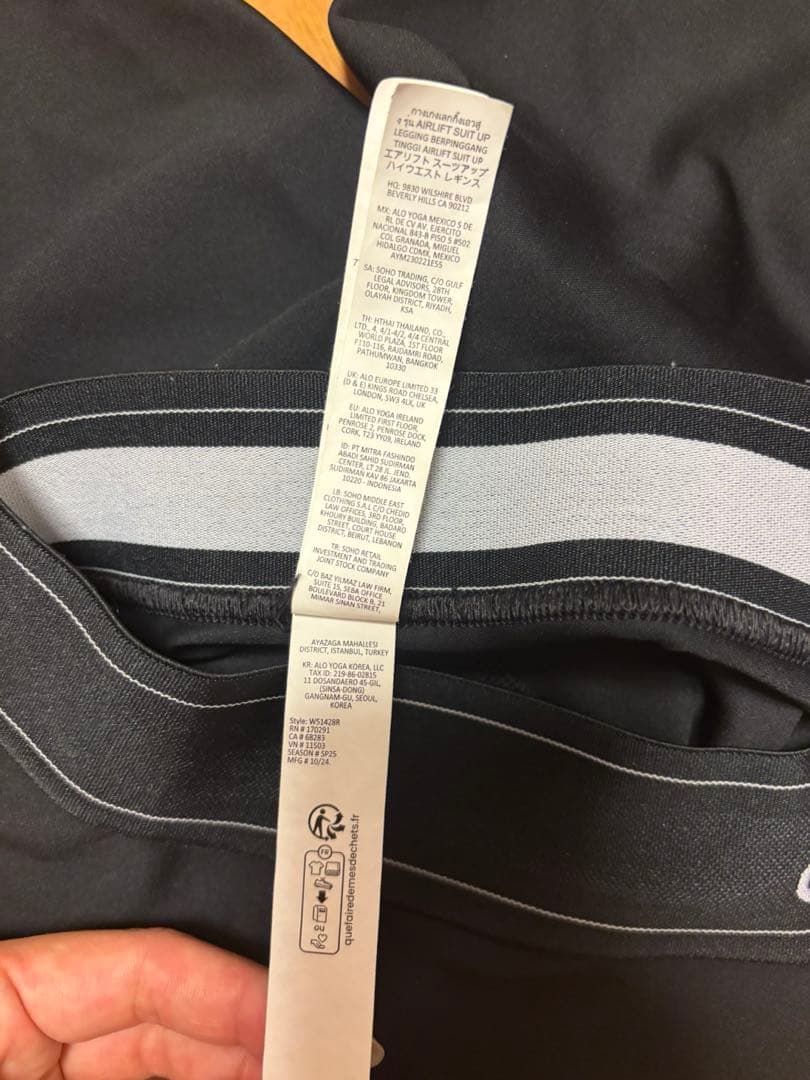 กางเกงเลกกิ้งเอวสู
ง รุ่น AIRLIFT SUIT UP
LEGGING BERPINGGANG
TINGGI AIRLIFT SUIT UP
エアリフト スーツアップ
ハイウエスト レギンス
HQ: 9830 WILSHIRE BLVD
BEVERLY HILLS CA 90212
MX: ALO YOGA MEXICO S DE
RL DE CV AV. EJERCITO
NACIONAL 843-B PISO 5 #502
COL GRANADA, MIGUEL
HIDALGO CDMX, MEXICO
AYM230221E55
7
SA: SOHO TRADING, C/O GULF
LEGAL ADVISORS, 28TH
FLOOR, KINGDOM TOWER,
OLAYAH DISTRICT, RIYADH,
KSA
TH: HTHAI THAILAND, CO.,
LTD., 4, 4/1-4/2, 4/4 CENTRAL
WORLD PLAZA, 1ST FLOOR
F110-116, RAJDAMRI ROAD,
PATHUMWAN, BANGKOK
10330
UK: ALO EUROPE LIMITED 33
(D & E) KINGS ROAD CHELSEA,
LONDON, SW3 4LX, UK
EU: ALO YOGA IRELAND
LIMITED FIRST FLOOR,
PENROSE 2, PENROSE DOCK,
CORK, T23 YY09, IRELAND
ID: PT MITRA FASHINDO
ABADI SAHID SUDIRMAN
CENTER, LT 28 JL. JEND.
SUDIRMAN KAV 86 JAKARTA
10220 - INDONESIA
LB: SOHO MIDDLE EAST
CLOTHING S.A.L C/O CHEDID
LAW OFFICES, 3RD FLOOR,
KHOURY BUILDING, BADARO
STREET, COURT HOUSE
DISTRICT, BEIRUT, LEBANON
TR: SOHO RETAIL
INVESTMENT AND TRADING
JOINT STOCK COMPANY
C/O BAZ YILMAZ LAW FIRM,
SUITE 15, SEBA OFFICE
BOULEVARD BLOCK B, 21
MIMAR SINAN STREET,
AYAZAGA MAHALLESI
DISTRICT, ISTANBUL, TURKEY
KR: ALO YOGA KOREA, LLC
TAX ID: 219-86-02815
11 DOSANDAERO 45-GIL,
(SINSA-DONG)
GANGNAM-GU, SEOUL,
KOREA
Style: W51428R
RN # 170291
CA # 68283
VN # 11503
SEASON # SP25
MFG # 10/24
FR
ou
quefairedemesdechets.fr